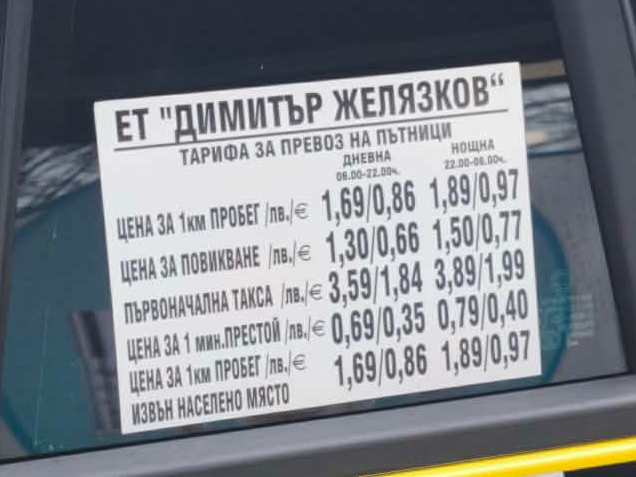 ЕТ "ДИМИТЪР ЖЕЛЯЗКОВ“
ТАРИФА ЗА ПРЕВОЗ НА ПЪТНИЦИ
ДНЕВНА НОЩНА
06.00-22.00ч. 22.00-06.00ч.
ЦЕНА ЗА 1км ПРОБЕГ /лв./€ 1,69/0,86 1,89/0,97
ЦЕНА ЗА ПОВИКВАНЕ /лв./€ 1,30/0,66 1,50/0,77
ПЪРВОНАЧАЛНА ТАКСА /лв./€ 3,59/1,84 3,89/1,99
ЦЕНА ЗА 1 мин.ПРЕСТОЙ /лв./€ 0,69/0,35 0,79/0,40
ЦЕНА ЗА 1км ПРОБЕГ /лв./€ 1,69/0,86 1,89/0,97
ИЗВЪН НАСЕЛЕНО МЯСТО